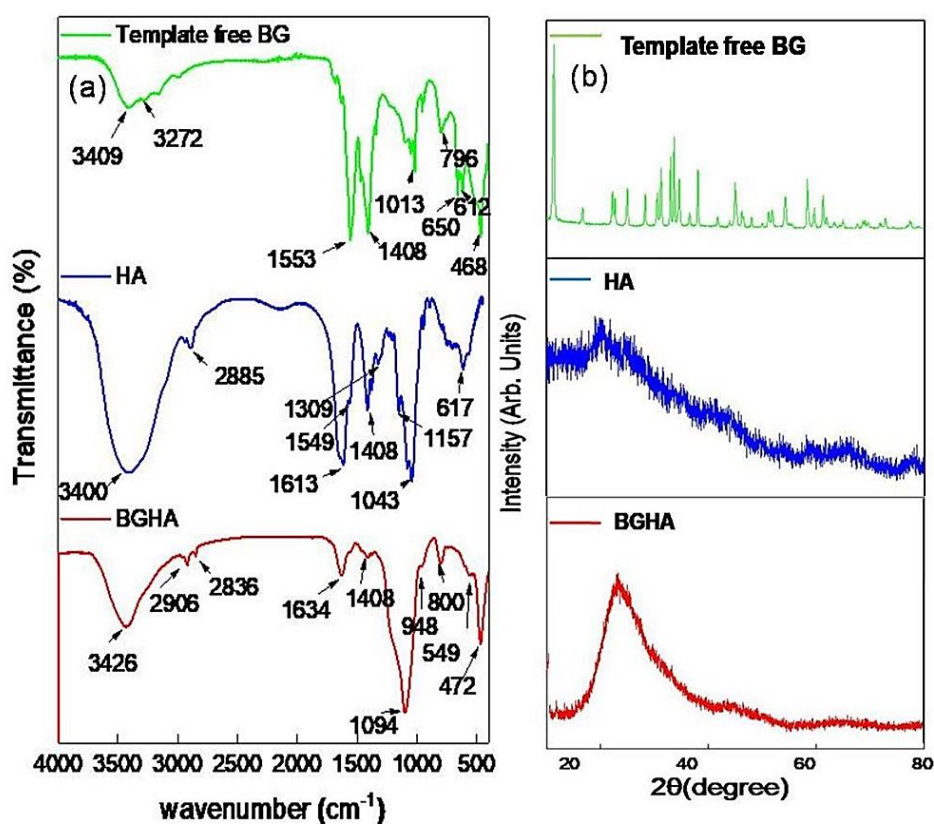 Template free BG
(a)
3409
3272
1553
1408
1013
796
650
612
468
HA
3400
2885
1309
1549
1613
1408
1157
1043
617
BGHA
3426
2906
2836
1634
1408
1094
948
800
549
472
Transmittance (%)
4000 3000 2000 1500 1000 500
wavenumber (cm⁻¹)
Template free BG
(b)
HA
BGHA
Intensity (Arb. Units)
20 40 60 80
2θ(degree)